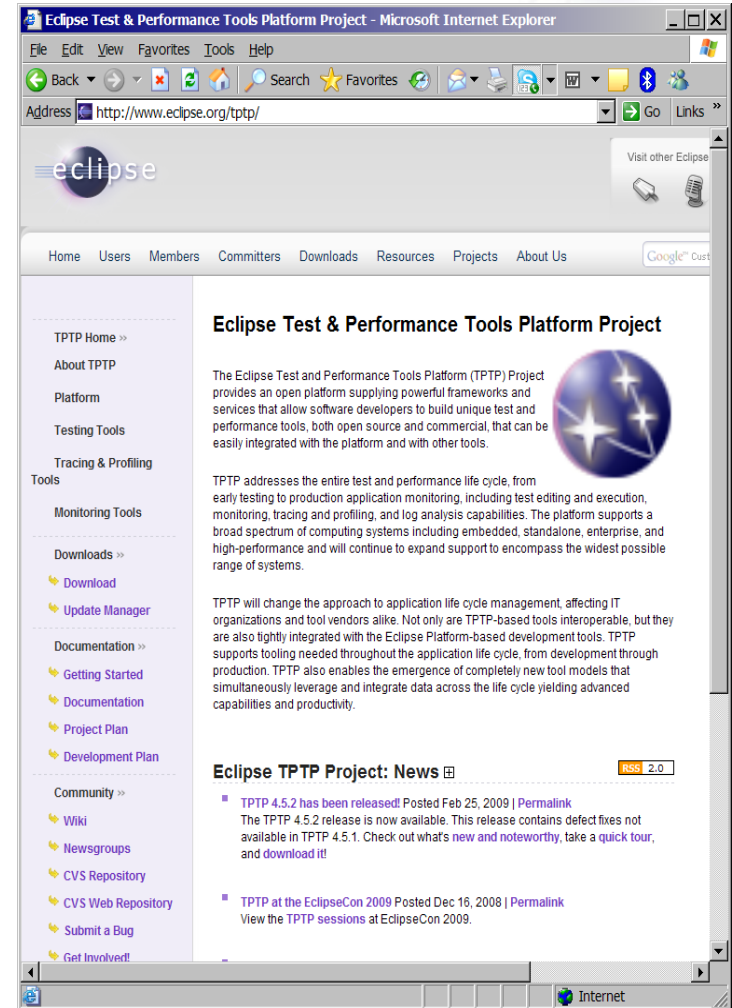 Eclipse Test & Performance Tools Platform Project - Microsoft Internet Explorer
File Edit View Favorites Tools Help
Back Search Favorites
Address http://www.eclipse.org/tptp/ Go Links »
eclipse
Visit other Eclipse
Home Users Members Committers Downloads Resources Projects About Us Google™ Cust
TPTP Home »
About TPTP
Platform
Testing Tools
Tracing & Profiling
Tools
Monitoring Tools
Downloads »
Download
Update Manager
Documentation »
Getting Started
Documentation
Project Plan
Development Plan
Community »
Wiki
Newsgroups
CVS Repository
CVS Web Repository
Submit a Bug
Get Involved!
Eclipse Test & Performance Tools Platform Project
The Eclipse Test and Performance Tools Platform (TPTP) Project
provides an open platform supplying powerful frameworks and
services that allow software developers to build unique test and
performance tools, both open source and commercial, that can be
easily integrated with the platform and with other tools.
TPTP addresses the entire test and performance life cycle, from
early testing to production application monitoring, including test editing and execution,
monitoring, tracing and profiling, and log analysis capabilities. The platform supports a
broad spectrum of computing systems including embedded, standalone, enterprise, and
high-performance and will continue to expand support to encompass the widest possible
range of systems.
TPTP will change the approach to application life cycle management, affecting IT
organizations and tool vendors alike. Not only are TPTP-based tools interoperable, but they
are also tightly integrated with the Eclipse Platform-based development tools. TPTP
supports tooling needed throughout the application life cycle, from development through
production. TPTP also enables the emergence of completely new tool models that
simultaneously leverage and integrate data across the life cycle yielding advanced
capabilities and productivity.
Eclipse TPTP Project: News RSS 2.0
TPTP 4.5.2 has been released! Posted Feb 25, 2009 | Permalink
The TPTP 4.5.2 release is now available. This release contains defect fixes not
available in TPTP 4.5.1. Check out what's new and noteworthy, take a quick tour,
and download it!
TPTP at the EclipseCon 2009 Posted Dec 16, 2008 | Permalink
View the TPTP sessions at EclipseCon 2009.
Internet